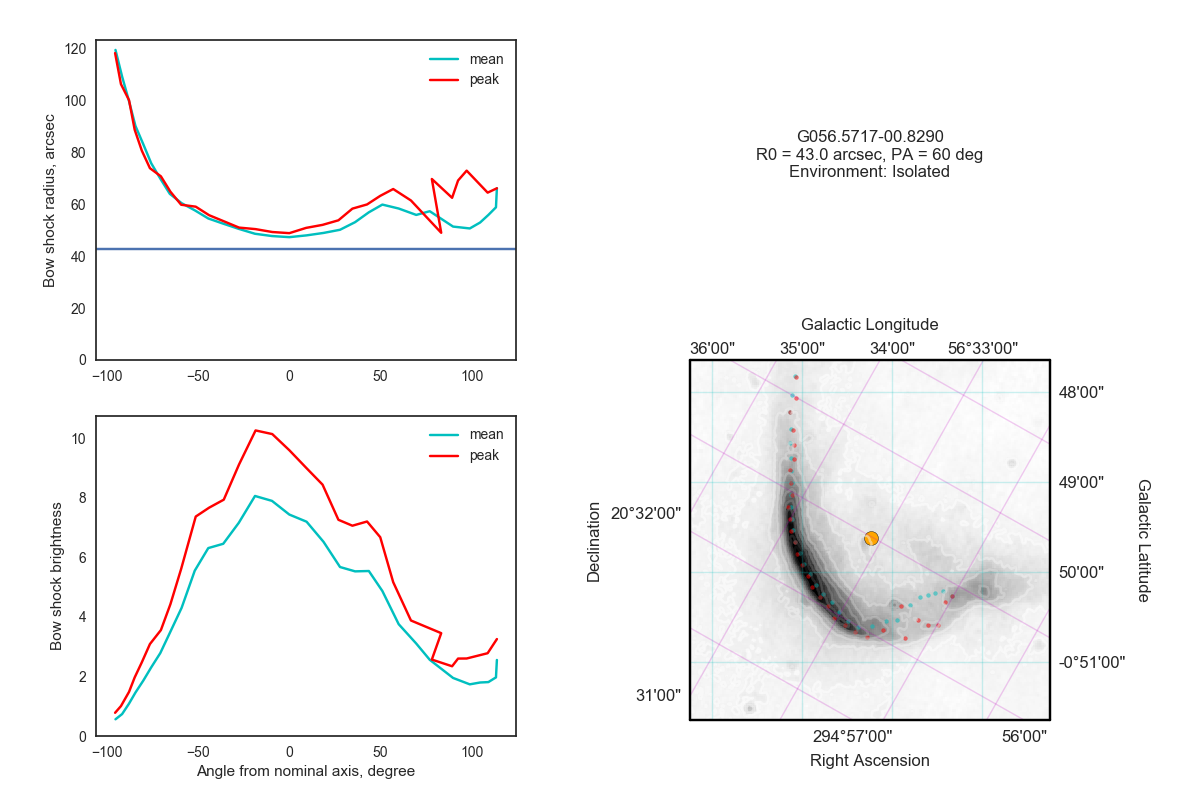 120
100
80
60
40
20
0
Bow shock radius, arcsec
mean
peak
−100
−50
0
50
100
10
8
6
4
2
0
Bow shock brightness
mean
peak
−100
−50
0
50
100
Angle from nominal axis, degree
G056.5717-00.8290
R0 = 43.0 arcsec, PA = 60 deg
Environment: Isolated
Galactic Longitude
36'00" 35'00" 34'00" 56°33'00"
48'00"
49'00"
50'00"
-0°51'00"
Galactic Latitude
20°32'00"
31'00"
Declination
294°57'00" 56'00"
Right Ascension